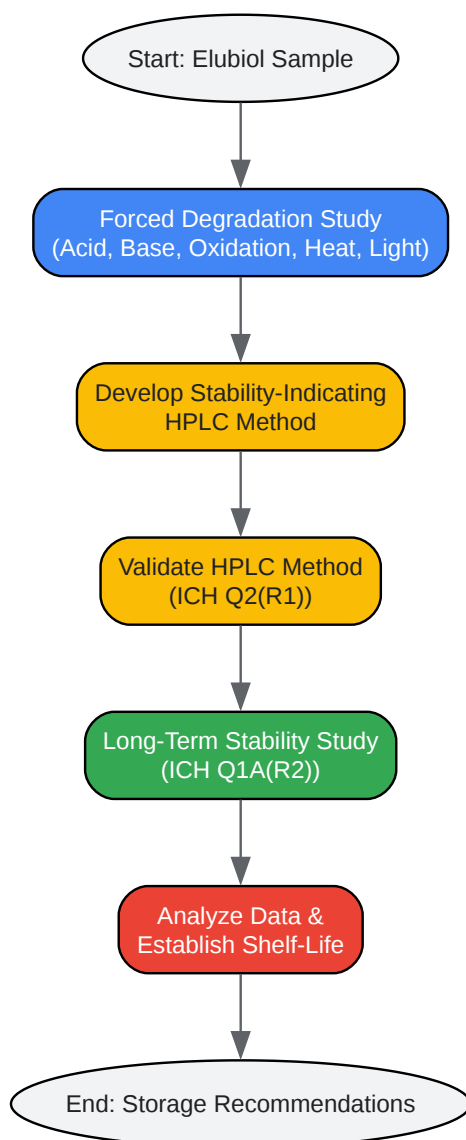 Start: Elubiol Sample
Forced Degradation Study
(Acid, Base, Oxidation, Heat, Light)
Develop Stability-Indicating
HPLC Method
Validate HPLC Method
(ICH Q2(R1))
Long-Term Stability Study
(ICH Q1A(R2))
Analyze Data &
Establish Shelf-Life
End: Storage Recommendations